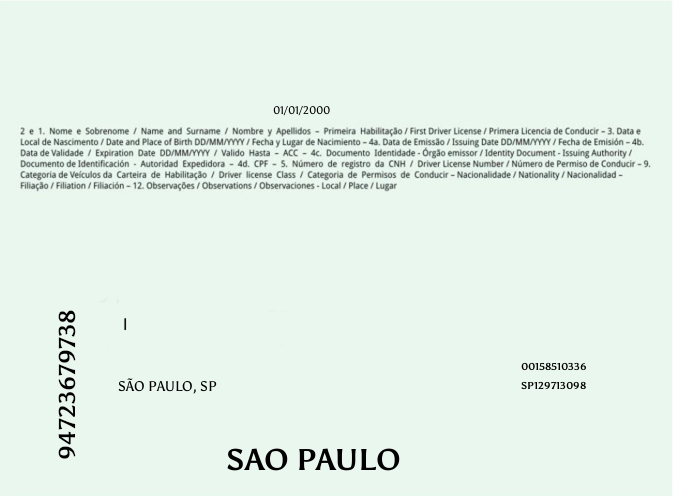 01/01/2000
2 e 1. Nome e Sobrenome / Name and Surname / Nombre y Apellidos – Primeira Habilitação / First Driver License / Primera Licencia de Conducir – 3. Data e
Local de Nascimento / Date and Place of Birth DD/MM/YYYY / Fecha y Lugar de Nacimiento – 4a. Data de Emissão / Issuing Date DD/MM/YYYY / Fecha de Emisión – 4b.
Data de Validade / Expiration Date DD/MM/YYYY / Valido Hasta – ACC – 4c. Documento Identidade - Órgão emissor / Identity Document - Issuing Authority /
Documento de Identificación - Autoridad Expedidora – 4d. CPF – 5. Número de registro da CNH / Driver License Number / Número de Permiso de Conducir – 9.
Categoria de Veículos da Carteira de Habilitação / Driver license Class / Categoria de Permisos de Conducir – Nacionalidade / Nationality / Nacionalidad –
Filiação / Filiation / Filiación – 12. Observações / Observations / Observaciones - Local / Place / Lugar
94723679738
I
00158510336
SÃO PAULO, SP
SP129713098
SAO PAULO